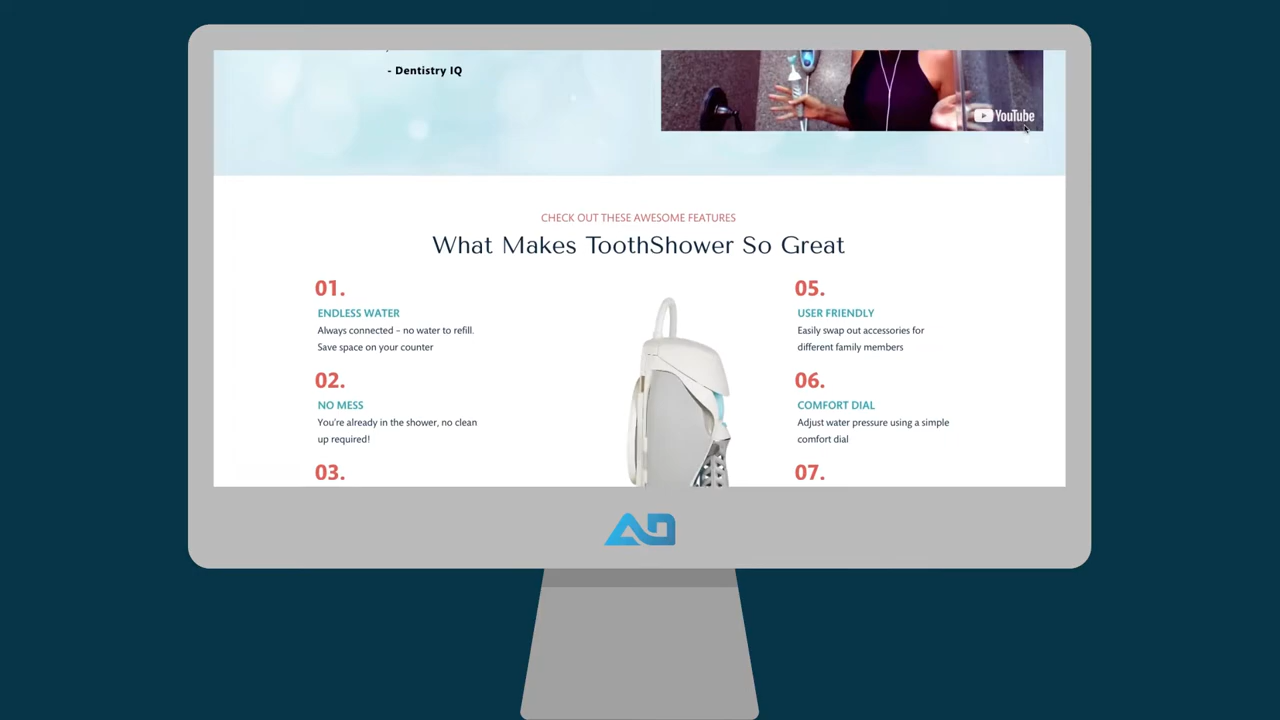 - Dentistry IQ
YouTube
CHECK OUT THESE AWESOME FEATURES
What Makes ToothShower So Great
01.
ENDLESS WATER
Always connected – no water to refill.
Save space on your counter
02.
NO MESS
You're already in the shower, no clean
up required!
03.
05.
USER FRIENDLY
Easily swap out accessories for
different family members
06.
COMFORT DIAL
Adjust water pressure using a simple
comfort dial
07.
AD